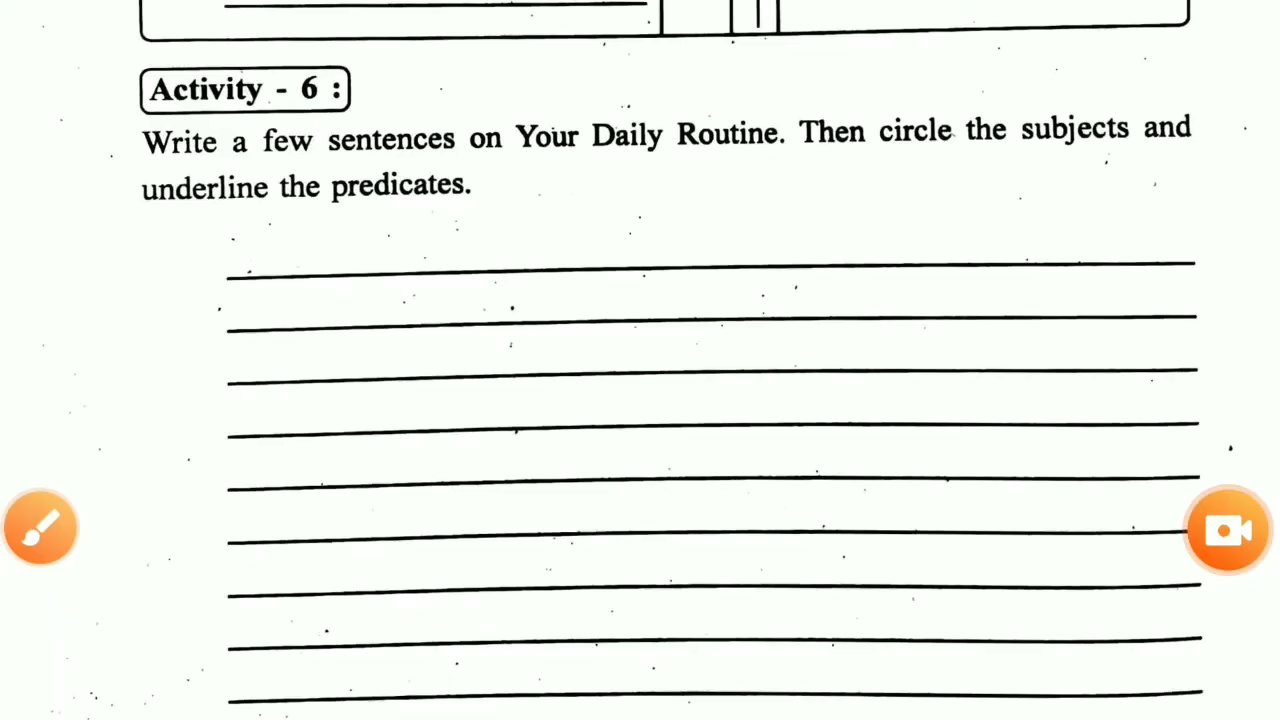 Activity - 6 :
Write a few sentences on Your Daily Routine. Then circle the subjects and
underline the predicates.